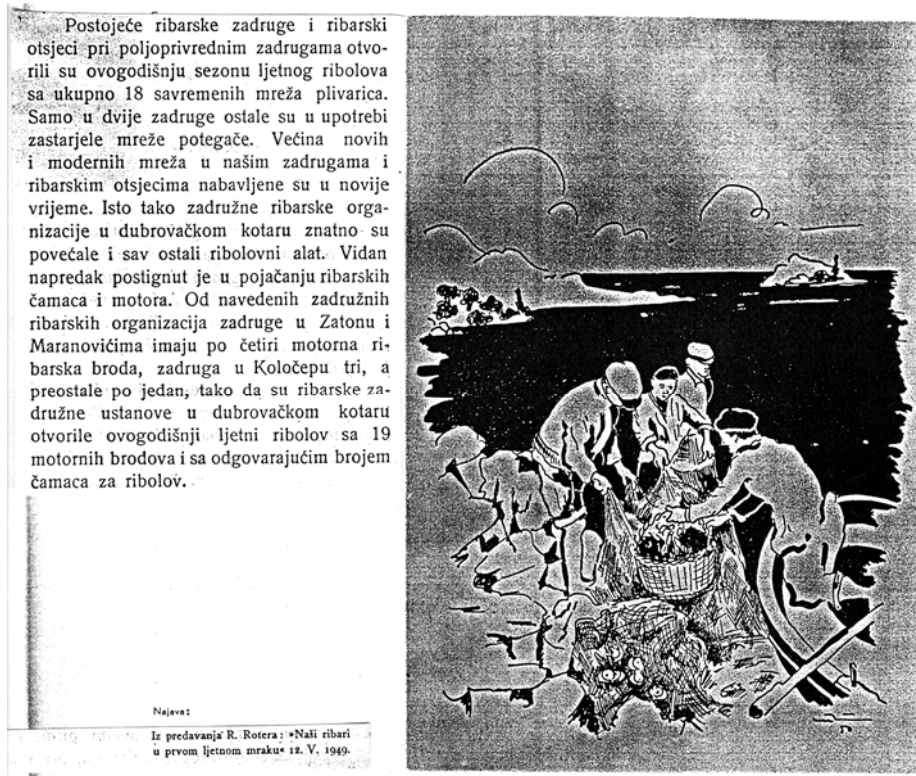 Postojeće ribarske zadruge i ribarski
otsjeci pri poljoprivrednim zadrugama otvo-
rili su ovogodišnju sezonu ljetnog ribolova
sa ukupno 18 savremenih mreža plivarica.
Samo u dvije zadruge ostale su u upotrebi
zastarjele mreže potegače. Većina novih
i modernih mreža u našim zadrugama i
ribarskim otsjecima nabavljene su u novije
vrijeme. Isto tako zadružne ribarske orga-
nizacije u dubrovačkom kotaru znatno su
povećale i sav ostali ribolovni alat. Vidan
napredak postignut je u pojačanju ribarskih
čamaca i motora. Od navedenih zadružnih
ribarskih organizacija zadruge u Zatonu i
Maranovićima imaju po četiri motorna ri-
barska broda, zadruga u Koločepu tri, a
preostale po jedan, tako da su ribarske za-
družne ustanove u dubrovačkom kotaru
otvorile ovogodišnji ljetni ribolov sa 19
motornih brodova i sa odgovarajućim brojem
čamaca za ribolov.
Najava:
Iz predavanja R. Rotera: »Naši ribari
u prvom ljetnom mraku« 12. V. 1949.